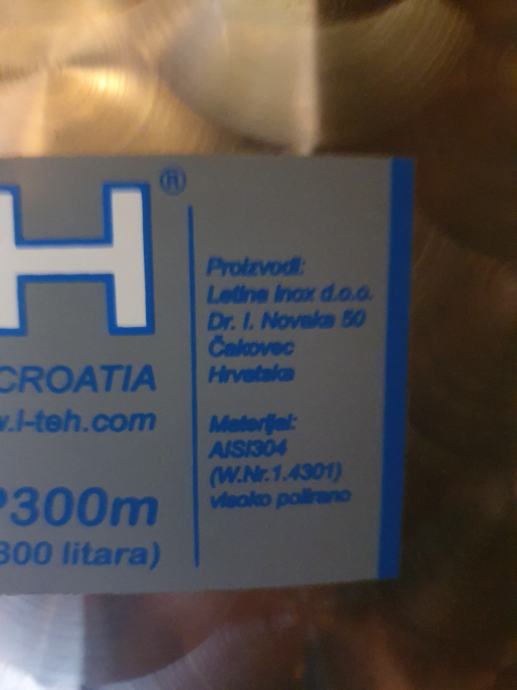 H®
CROATIA
w.i-teh.com
P300m
300 litara)
Proizvodi:
Letina Inox d.o.o.
Dr. I. Novaka 50
Čakovec
Hrvatska
Materijal:
AISI304
(W.Nr.1.4301)
visoko polirano